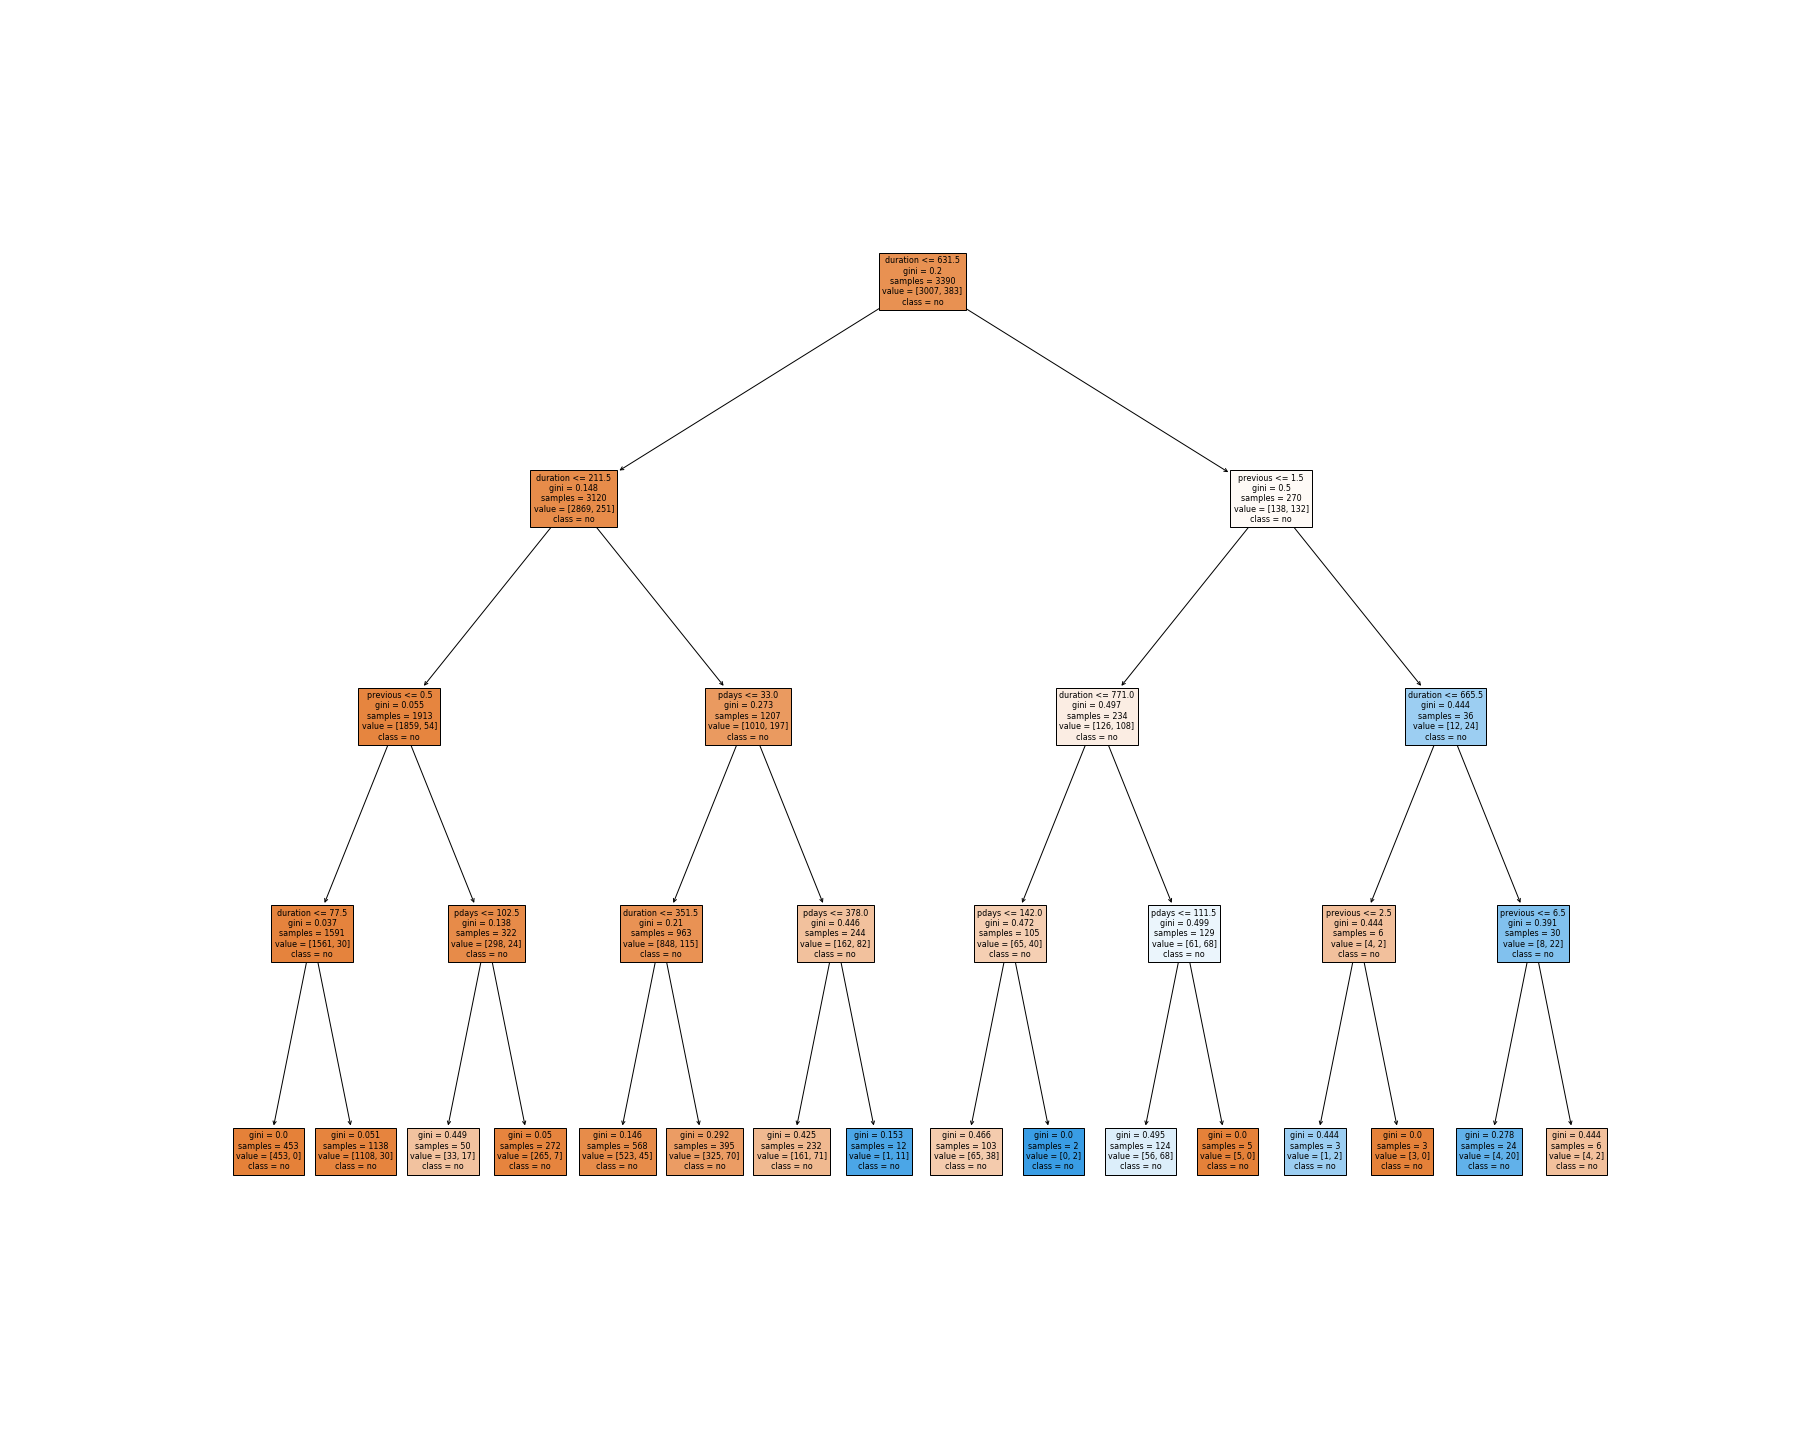 duration <= 631.5
gini = 0.2
samples = 3390
value = [3007, 383]
class = no
duration <= 211.5
gini = 0.148
samples = 3120
value = [2869, 251]
class = no
previous <= 1.5
gini = 0.5
samples = 270
value = [138, 132]
class = no
previous <= 0.5
gini = 0.055
samples = 1913
value = [1859, 54]
class = no
pdays <= 33.0
gini = 0.273
samples = 1207
value = [1010, 197]
class = no
duration <= 771.0
gini = 0.497
samples = 234
value = [126, 108]
class = no
duration <= 665.5
gini = 0.444
samples = 36
value = [12, 24]
class = no
duration <= 77.5
gini = 0.037
samples = 1591
value = [1561, 30]
class = no
pdays <= 102.5
gini = 0.138
samples = 322
value = [298, 24]
class = no
duration <= 351.5
gini = 0.21
samples = 963
value = [848, 115]
class = no
pdays <= 378.0
gini = 0.446
samples = 244
value = [162, 82]
class = no
pdays <= 142.0
gini = 0.472
samples = 105
value = [65, 40]
class = no
pdays <= 111.5
gini = 0.499
samples = 129
value = [61, 68]
class = no
previous <= 2.5
gini = 0.444
samples = 6
value = [4, 2]
class = no
previous <= 6.5
gini = 0.391
samples = 30
value = [8, 22]
class = no
gini = 0.0
samples = 453
value = [453, 0]
class = no
gini = 0.051
samples = 1138
value = [1108, 30]
class = no
gini = 0.449
samples = 50
value = [33, 17]
class = no
gini = 0.05
samples = 272
value = [265, 7]
class = no
gini = 0.146
samples = 568
value = [523, 45]
class = no
gini = 0.292
samples = 395
value = [325, 70]
class = no
gini = 0.425
samples = 232
value = [161, 71]
class = no
gini = 0.153
samples = 12
value = [1, 11]
class = no
gini = 0.466
samples = 103
value = [65, 38]
class = no
gini = 0.0
samples = 2
value = [0, 2]
class = no
gini = 0.495
samples = 124
value = [56, 68]
class = no
gini = 0.0
samples = 5
value = [5, 0]
class = no
gini = 0.444
samples = 3
value = [1, 2]
class = no
gini = 0.0
samples = 3
value = [3, 0]
class = no
gini = 0.278
samples = 24
value = [4, 20]
class = no
gini = 0.444
samples = 6
value = [4, 2]
class = no